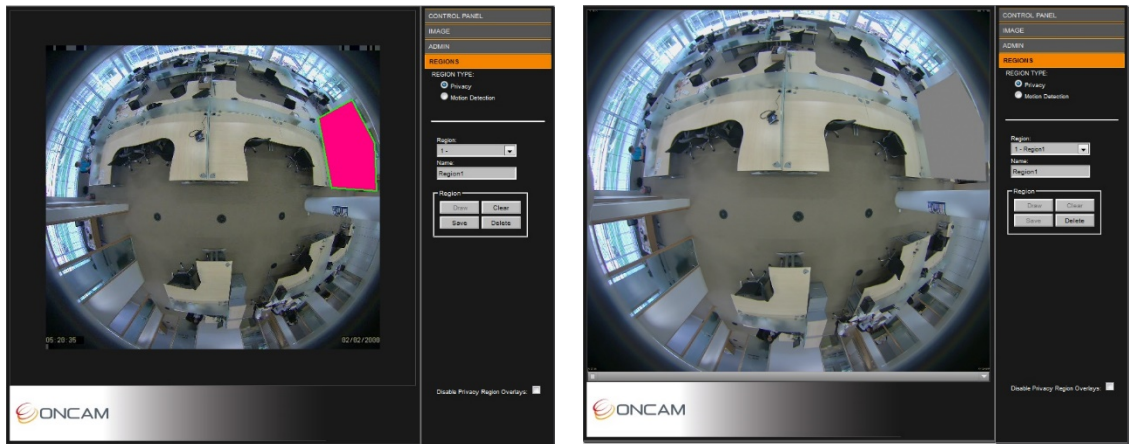 CONTROL PANEL
IMAGE
ADMIN
REGIONS
REGION TYPE:
Privacy
Motion Detection
Region:
1 -
Name:
Region1
Region
Draw Clear
Save Delete
05:20:35 02/02/2000
Disable Privacy Region Overlays:
ONCAM
CONTROL PANEL
IMAGE
ADMIN
REGIONS
REGION TYPE:
Privacy
Motion Detection
Region:
1 - Region1
Name:
Region1
Region
Draw Clear
Save Delete
Disable Privacy Region Overlays:
ONCAM